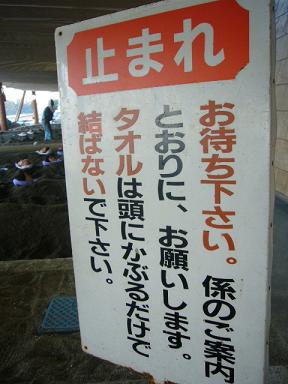 止まれ
お待ち下さい。係のご案内
とおりに、お願いします。
タオルは頭にかぶるだけで
結ばないで下さい。